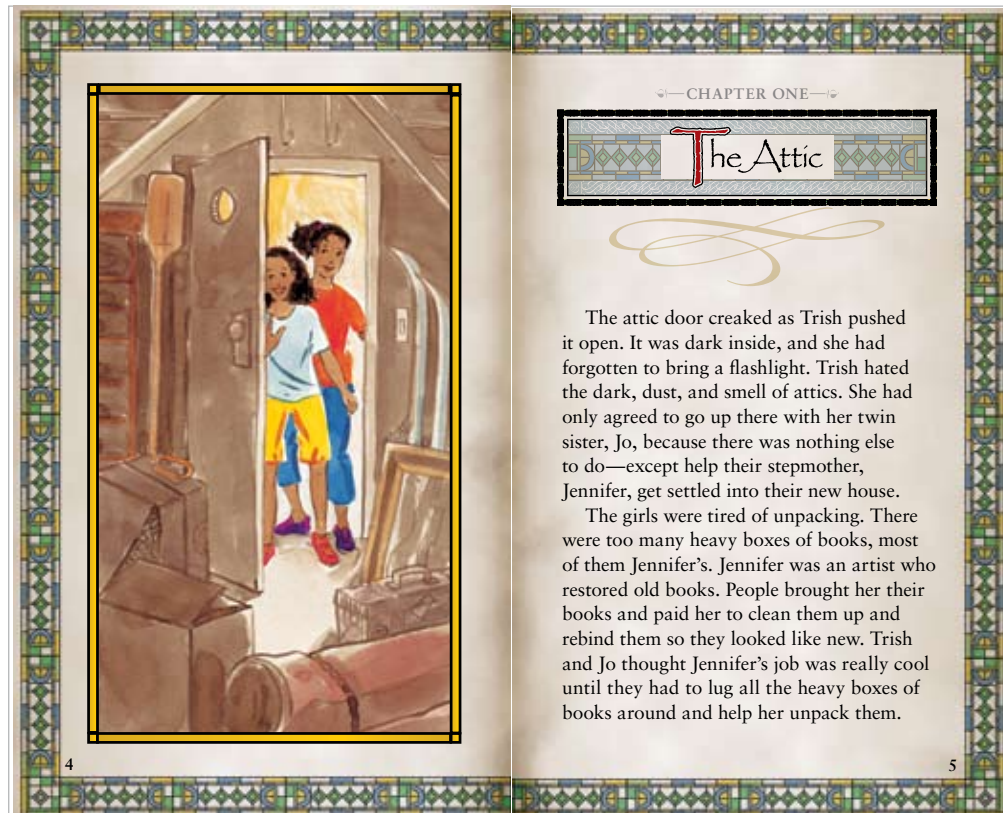 4
CHAPTER ONE
The Attic
The attic door creaked as Trish pushed
it open. It was dark inside, and she had
forgotten to bring a flashlight. Trish hated
the dark, dust, and smell of attics. She had
only agreed to go up there with her twin
sister, Jo, because there was nothing else
to do—except help their stepmother,
Jennifer, get settled into their new house.
The girls were tired of unpacking. There
were too many heavy boxes of books, most
of them Jennifer’s. Jennifer was an artist who
restored old books. People brought her their
books and paid her to clean them up and
rebind them so they looked like new. Trish
and Jo thought Jennifer’s job was really cool
until they had to lug all the heavy boxes of
books around and help her unpack them.
5